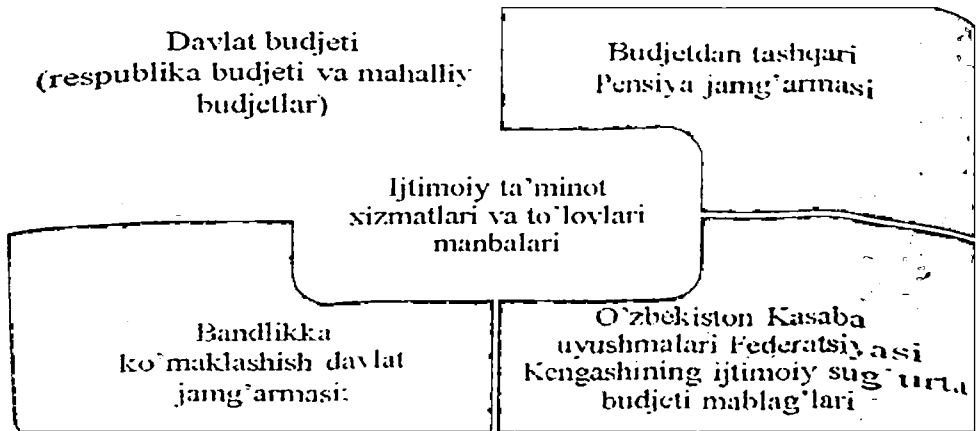 Davlat budjeti
(respublika budjeti va mahalliy
budjetlar)
Budjetdan tashqari
Pensiya jamg'armasi
Ijtimoiy ta'minot
xizmatlari va to'lovlari
manbalari
Bandlikka
ko'maklashish davlat
jamg'armasi:
O'zbekiston Kasaba
uyushmalari Federatsiyasi
Kengashining ijtimoiy sug'urta
budjeti mablag'lari